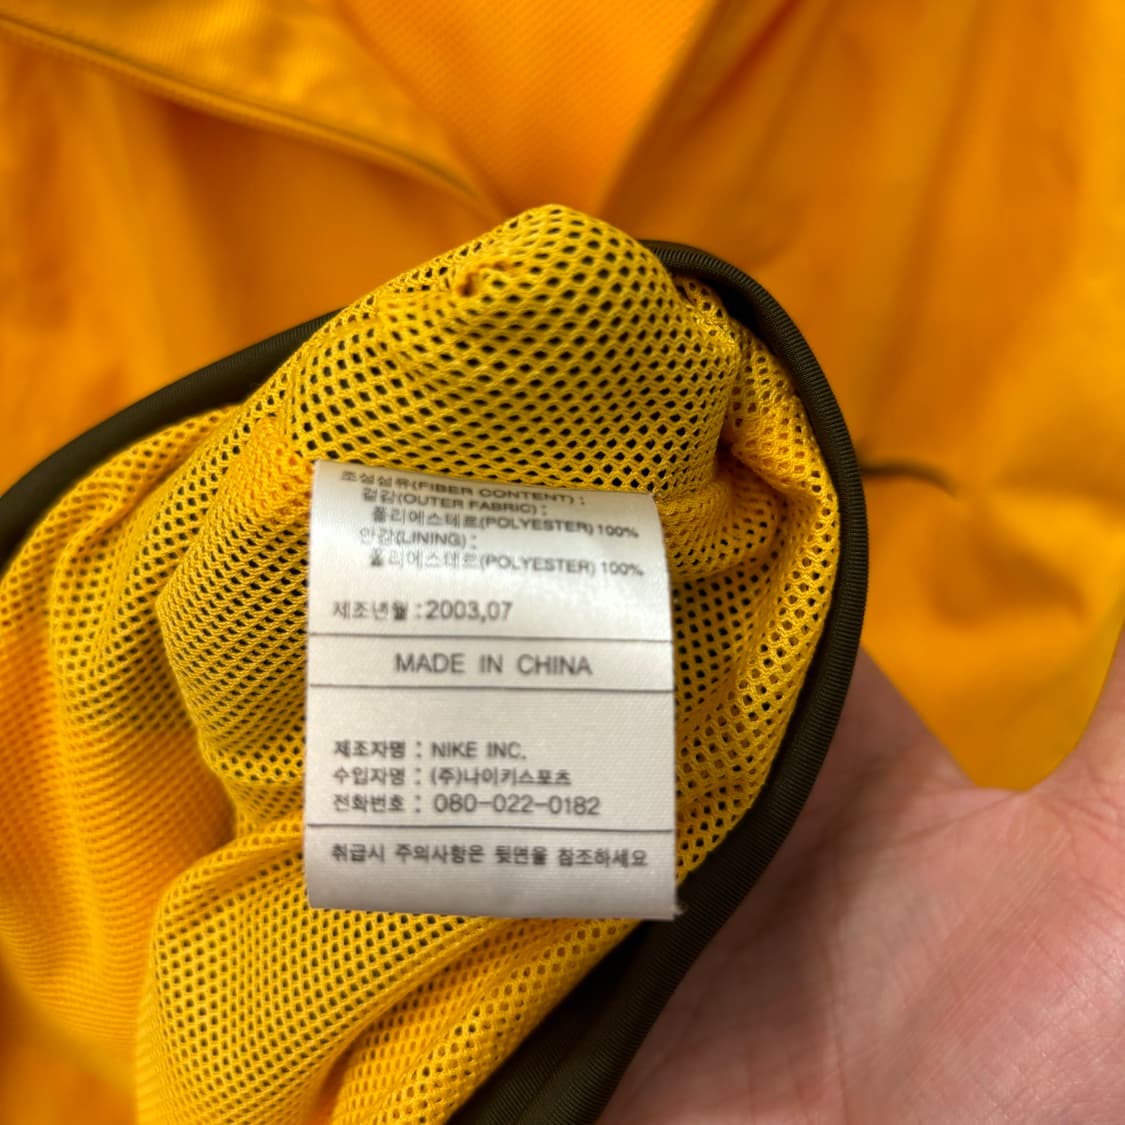 조성섬유(FIBER CONTENT) :
겉감(OUTER FABRIC) :
폴리에스테르(POLYESTER) 100%
안감(LINING) :
폴리에스테르(POLYESTER) 100%
제조년월 : 2003,07
MADE IN CHINA
제조자명 : NIKE INC.
수입자명 : (주)나이키스포츠
전화번호 : 080-022-0182
취급시 주의사항은 뒷면을 참조하세요